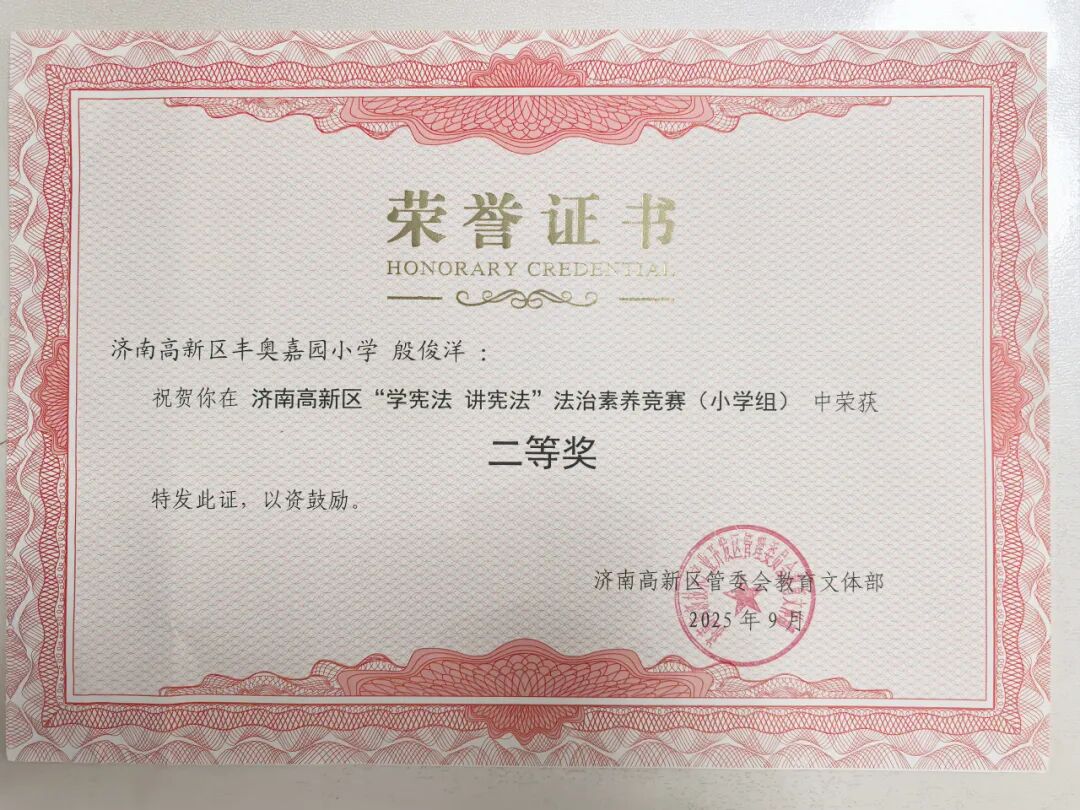 荣誉证书
HONORARY CREDENTIAL
济南高新区丰奥嘉园小学 殷俊洋：
祝贺你在 济南高新区“学宪法 讲宪法”法治素养竞赛（小学组） 中荣获
二等奖
特发此证，以资鼓励。
济南高新区管委会教育文体部
2025 年 9 月